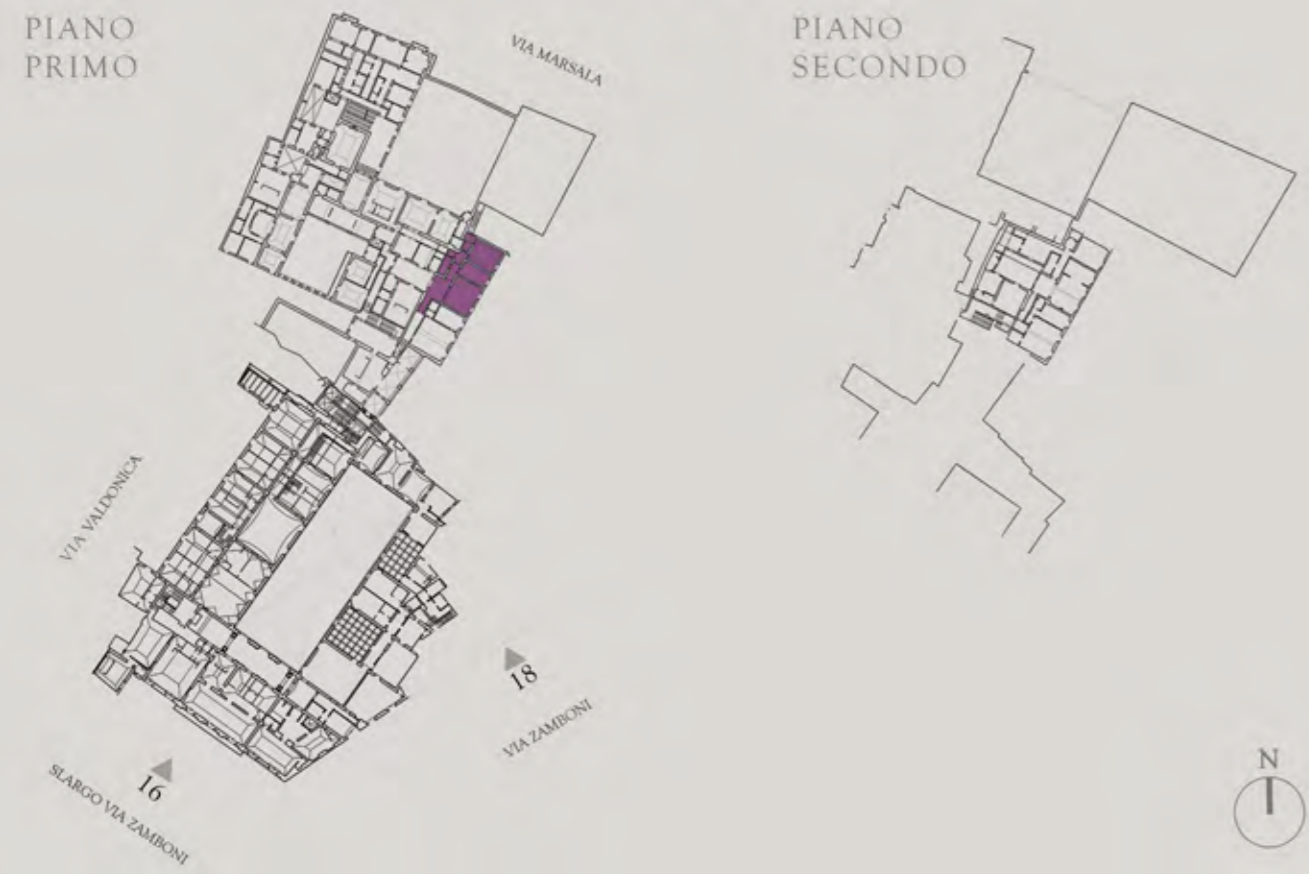 PIANO
PRIMO
VIA MARSALA
PIANO
SECONDO
VIA VALDONICA
18
VIA ZAMBONI
16
SLARGO VIA ZAMBONI
N